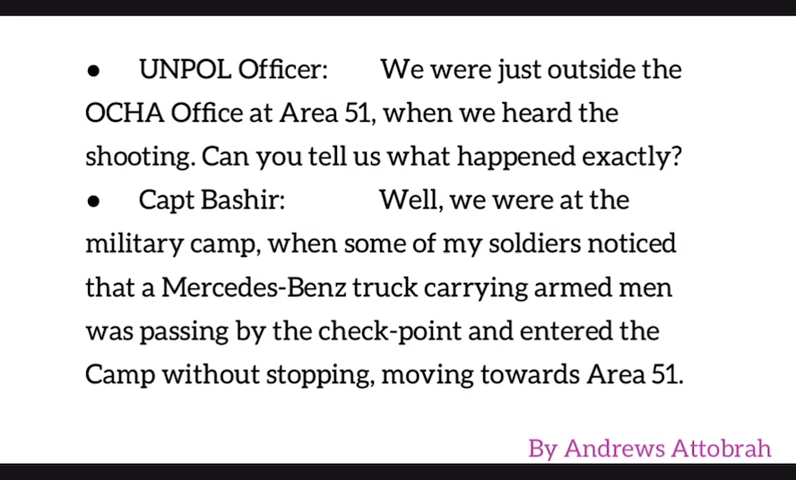 ● UNPOL Officer: We were just outside the
OCHA Office at Area 51, when we heard the
shooting. Can you tell us what happened exactly?
● Capt Bashir: Well, we were at the
military camp, when some of my soldiers noticed
that a Mercedes-Benz truck carrying armed men
was passing by the check-point and entered the
Camp without stopping, moving towards Area 51.
By Andrews Attobrah